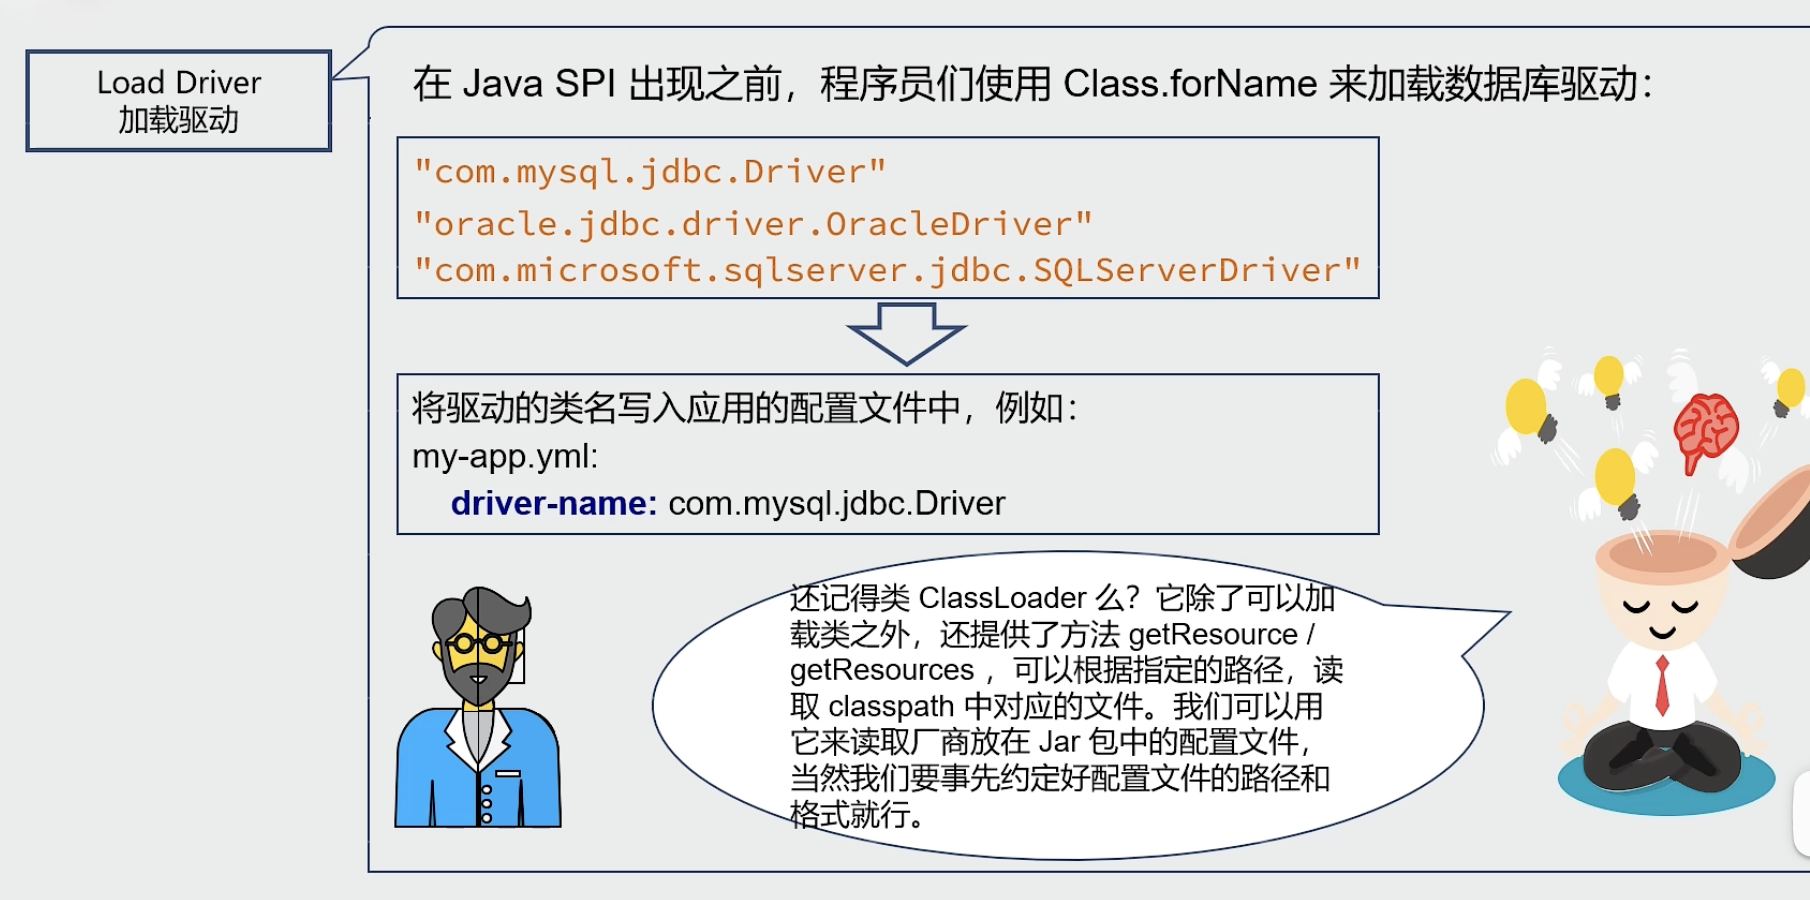 Load Driver
加载驱动
在 Java SPI 出现之前，程序员们使用 Class.forName 来加载数据库驱动：
"com.mysql.jdbc.Driver"
"oracle.jdbc.driver.OracleDriver"
"com.microsoft.sqlserver.jdbc.SQLServerDriver"
将驱动的类名写入应用的配置文件中，例如：
my-app.yml:
driver-name: com.mysql.jdbc.Driver
还记得类 ClassLoader 么？它除了可以加
载类之外，还提供了方法 getResource /
getResources ，可以根据指定的路径，读
取 classpath 中对应的文件。我们可以用
它来读取厂商放在 Jar 包中的配置文件，
当然我们要事先约定好配置文件的路径和
格式就行。